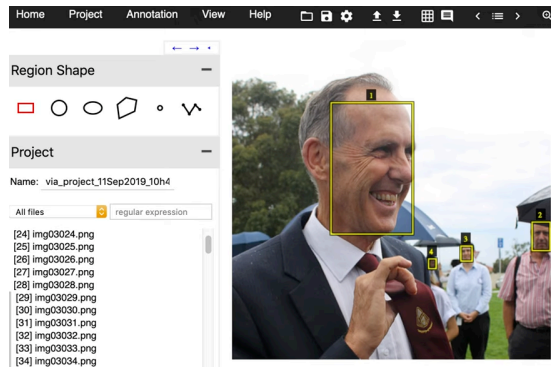 Home Project Annotation View Help
Region Shape
Project
Name: via_project_11Sep2019_10h4
All files regular expression
[24] img03024.png
[25] img03025.png
[26] img03026.png
[27] img03027.png
[28] img03028.png
[29] img03029.png
[30] img03030.png
[31] img03031.png
[32] img03032.png
[33] img03033.png
[34] img03034.png
1
2
3
4